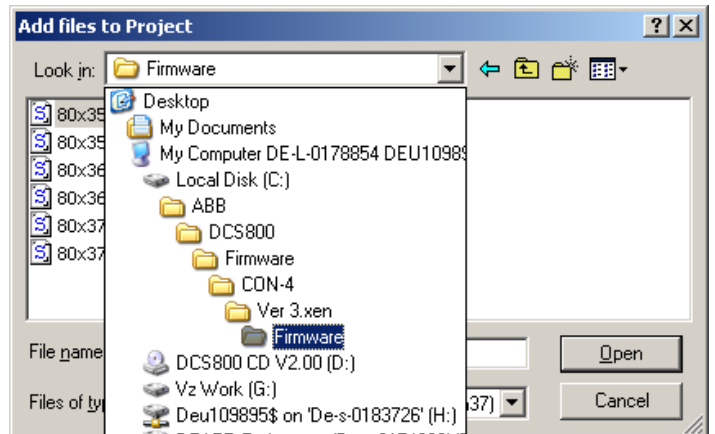 Add files to Project
Look in: Firmware
Desktop
80x35
My Documents
80x35
My Computer DE-L-0178854 DEU10989
80x36
Local Disk (C:)
80x36
ABB
80x37
DCS800
80x37
Firmware
CON-4
Ver 3.xen
Firmware
File name
Open
DCS800 CD V2.00 (D:)
Vz Work (G:)
Files of ty
37)
Cancel
Deu109895$ on 'De-s-0183726' (H:)